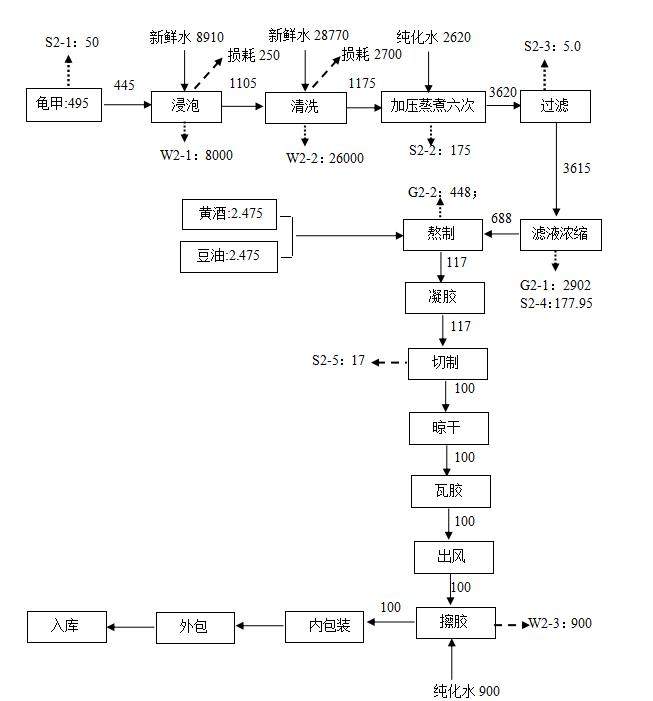 S2-1：50
新鲜水 8910
损耗 250
新鲜水 28770
损耗 2700
纯化水 2620
S2-3：5.0
龟甲:495
445
浸泡
1105
清洗
1175
加压蒸煮六次
3620
过滤
W2-1：8000
W2-2：26000
S2-2：175
3615
黄酒:2.475
豆油:2.475
G2-2：448；
熬制
688
滤液浓缩
G2-1：2902
S2-4:177.95
117
凝胶
117
S2-5：17
切制
100
晾干
100
瓦胶
100
出风
100
入库
外包
内包装
100
擦胶
W2-3：900
纯化水 900